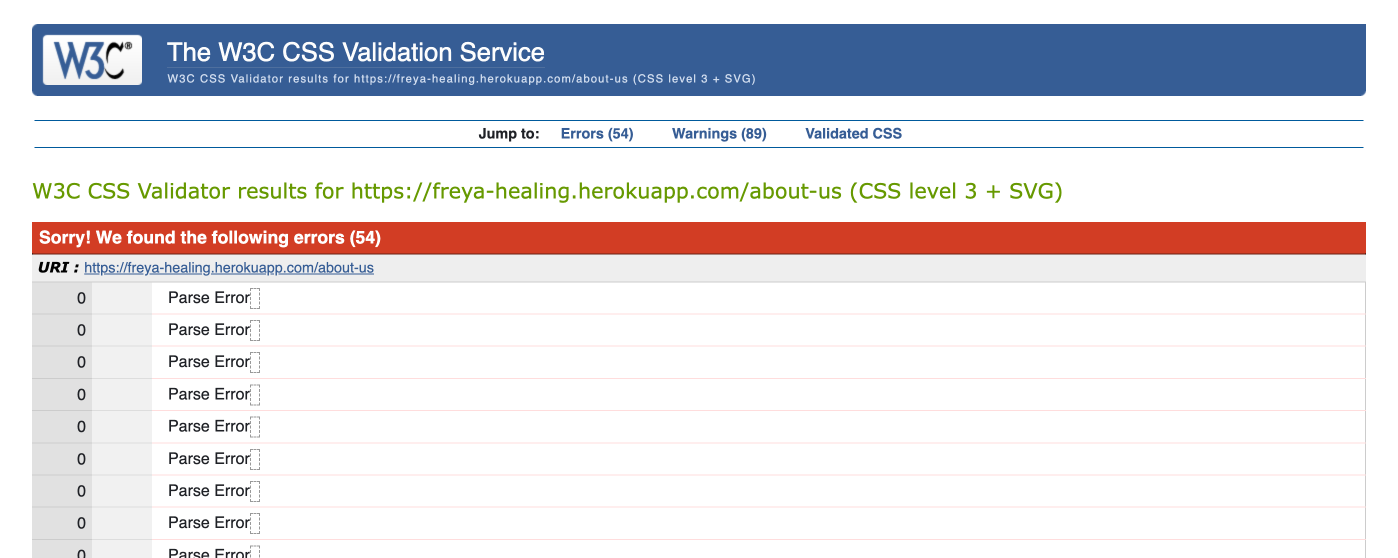 W3C®
The W3C CSS Validation Service
W3C CSS Validator results for https://freya-healing.herokuapp.com/about-us (CSS level 3 + SVG)
Jump to: Errors (54) Warnings (89) Validated CSS
W3C CSS Validator results for https://freya-healing.herokuapp.com/about-us (CSS level 3 + SVG)
Sorry! We found the following errors (54)
URI : https://freya-healing.herokuapp.com/about-us
0 Parse Error
0 Parse Error
0 Parse Error
0 Parse Error
0 Parse Error
0 Parse Error
0 Parse Error
0 Parse Error
0 Parse Error